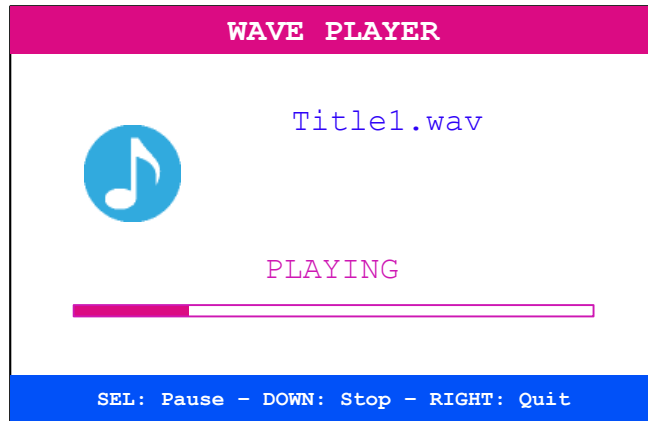 WAVE PLAYER
Title1.wav
PLAYING
SEL: Pause – DOWN: Stop – RIGHT: Quit